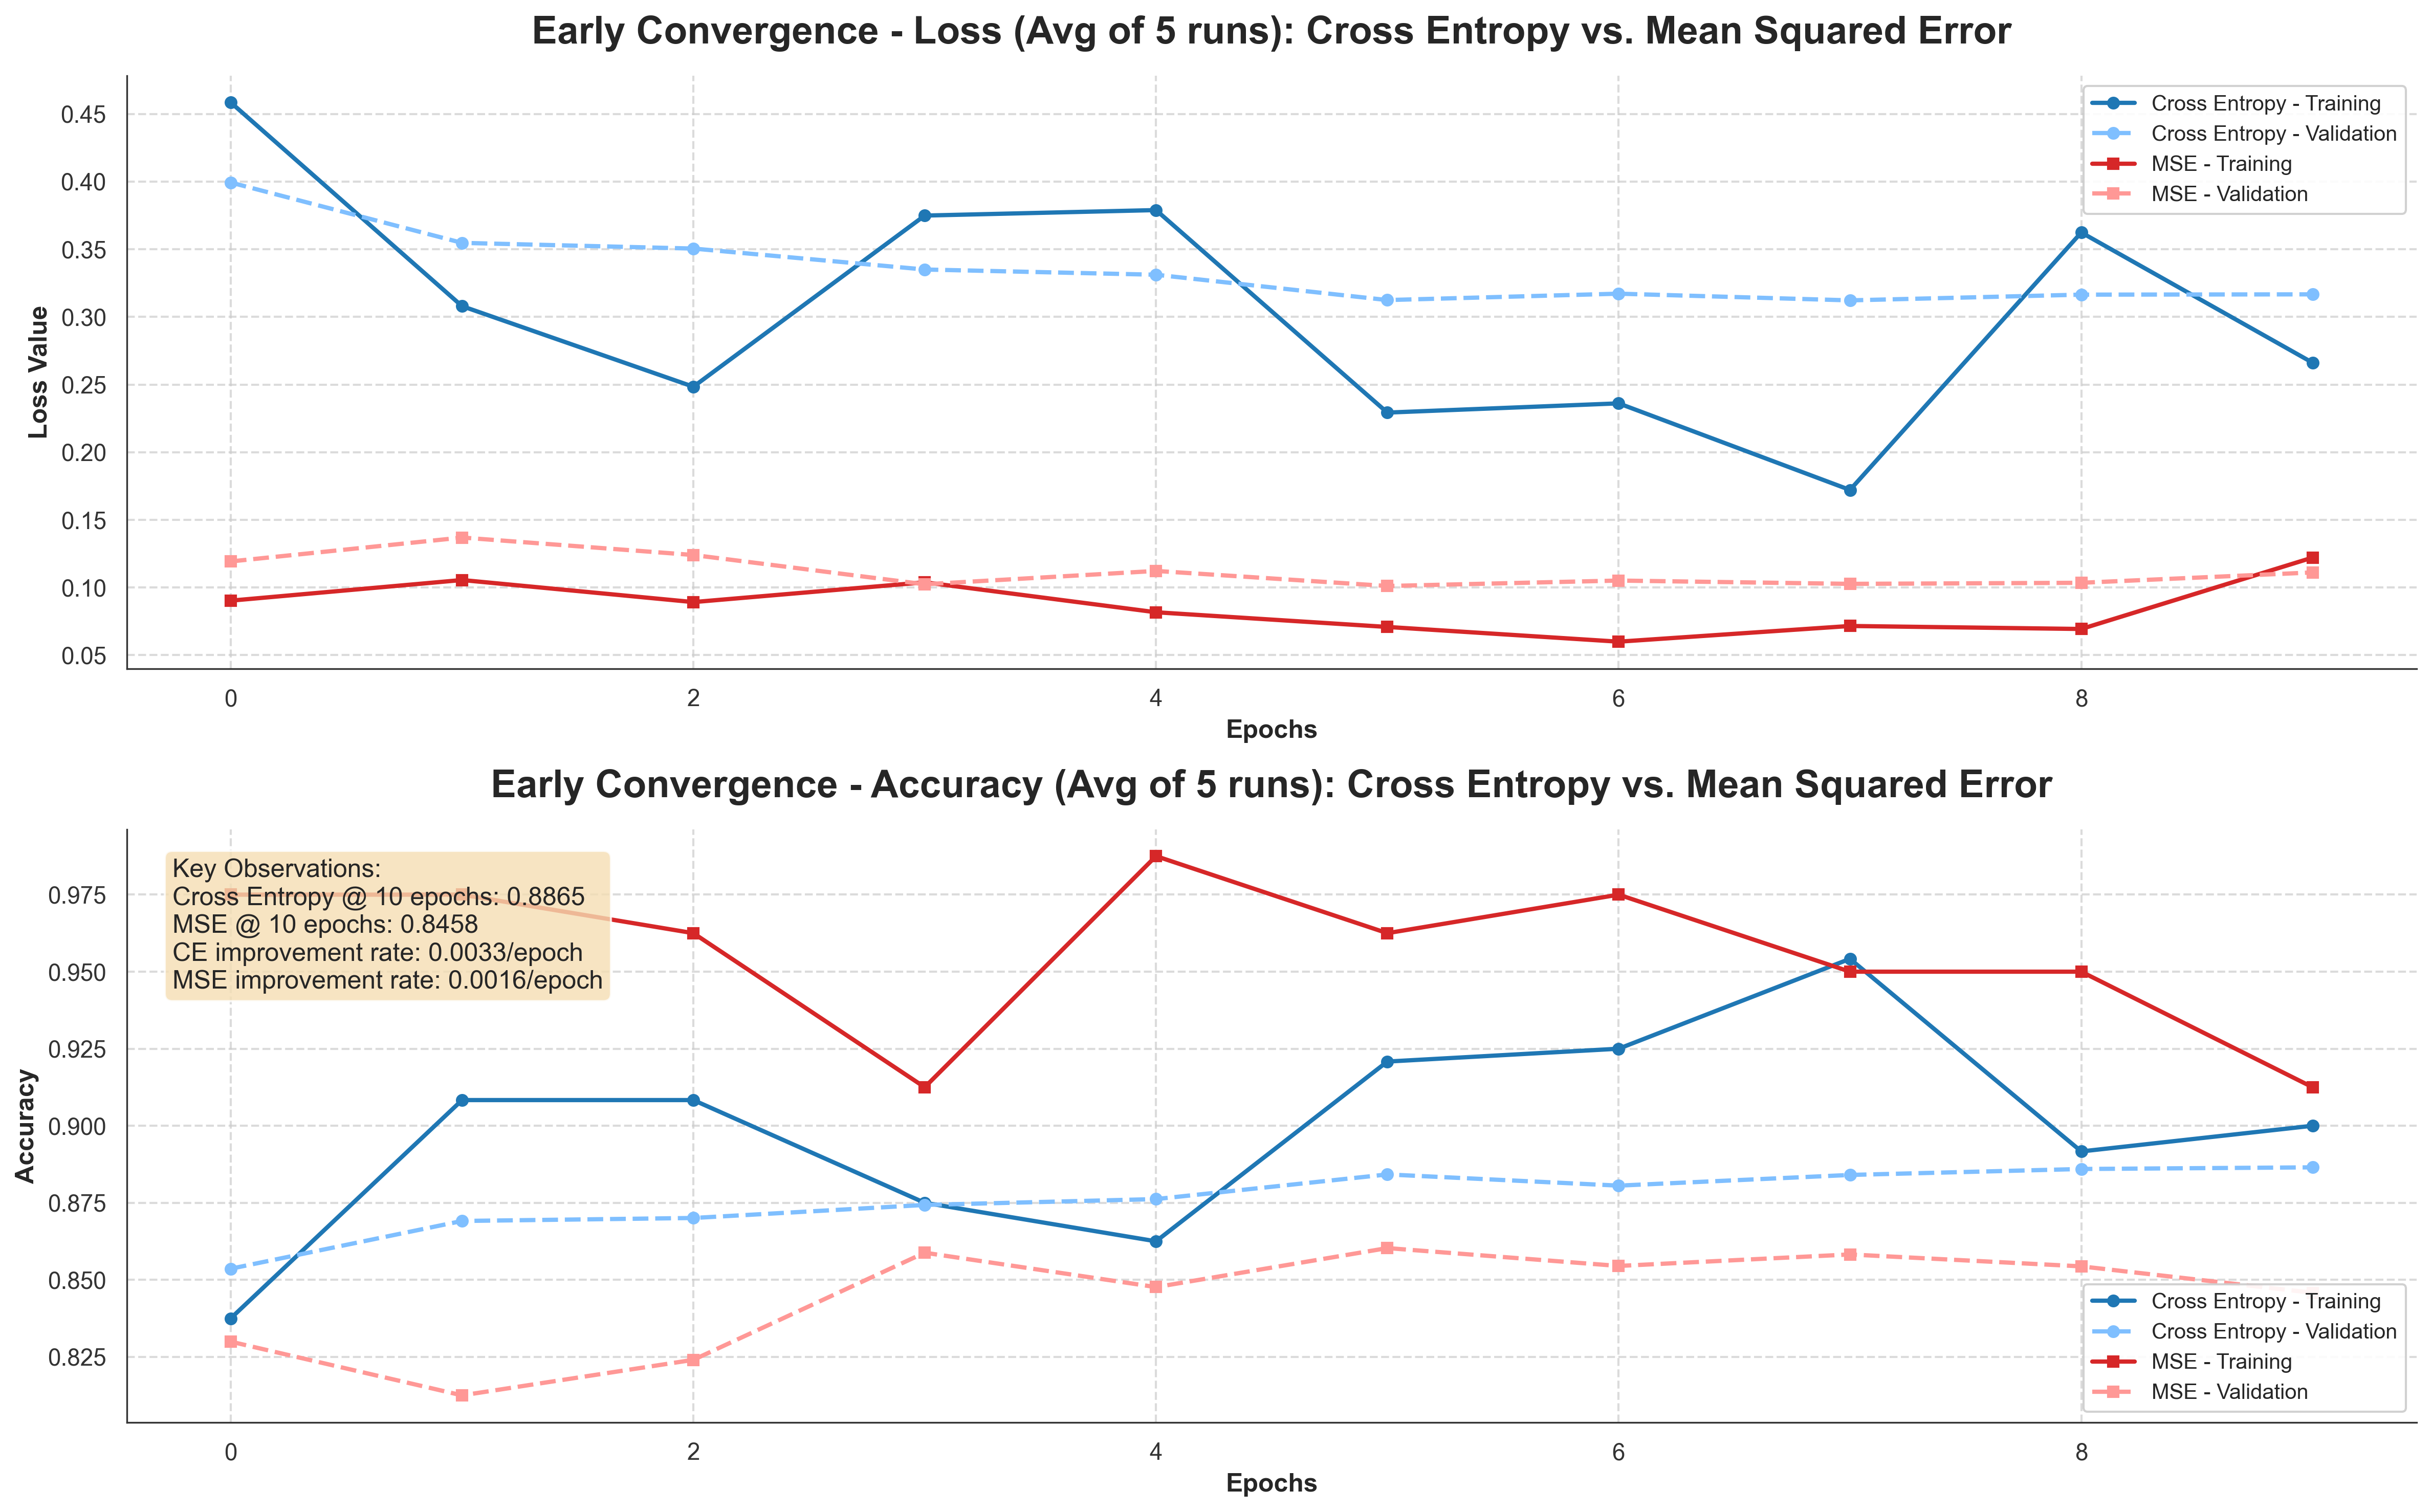 Early Convergence - Loss (Avg of 5 runs): Cross Entropy vs. Mean Squared Error
Loss Value
0.45
0.40
0.35
0.30
0.25
0.20
0.15
0.10
0.05
Cross Entropy - Training
Cross Entropy - Validation
MSE - Training
MSE - Validation
0 2 4 6 8
Epochs
Early Convergence - Accuracy (Avg of 5 runs): Cross Entropy vs. Mean Squared Error
Accuracy
0.975
0.950
0.925
0.900
0.875
0.850
0.825
Key Observations:
Cross Entropy @ 10 epochs: 0.8865
MSE @ 10 epochs: 0.8458
CE improvement rate: 0.0033/epoch
MSE improvement rate: 0.0016/epoch
Cross Entropy - Training
Cross Entropy - Validation
MSE - Training
MSE - Validation
0 2 4 6 8
Epochs